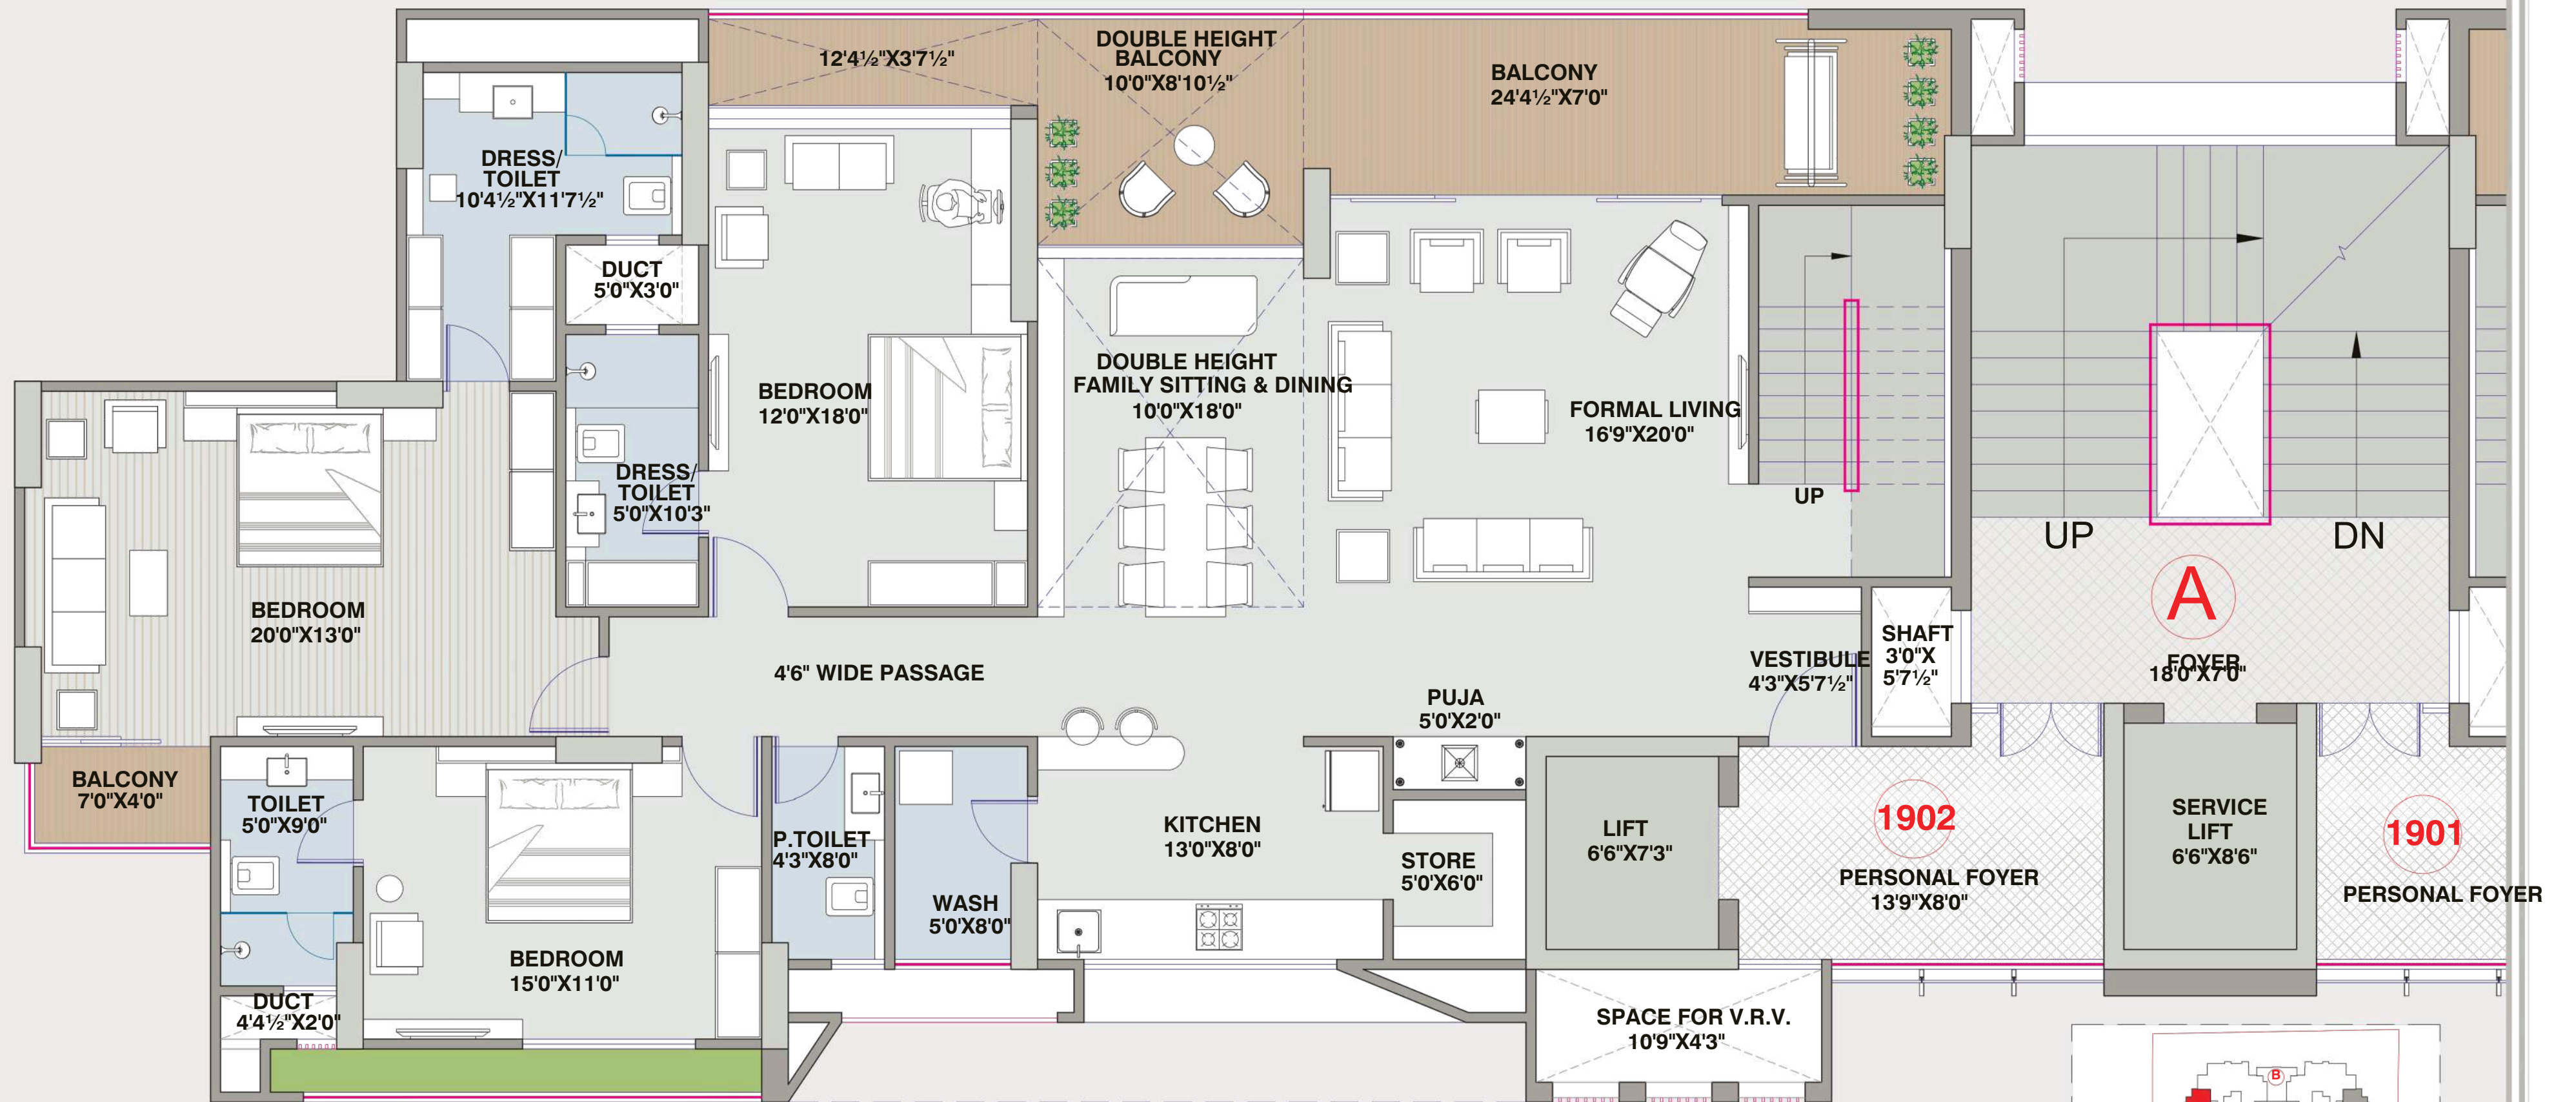 12'4½"X3'7½"
DOUBLE HEIGHT
BALCONY
10'0"X8'10½"
BALCONY
24'4½"X7'0"
DRESS/
TOILET
10'4½"X11'7½"
DUCT
5'0"X3'0"
BEDROOM
12'0"X18'0"
DOUBLE HEIGHT
FAMILY SITTING & DINING
10'0"X18'0"
FORMAL LIVING
16'9"X20'0"
UP
DRESS/
TOILET
5'0"X10'3"
UP
DN
A
FOYER
18'0"X7'0"
BEDROOM
20'0"X13'0"
4'6" WIDE PASSAGE
VESTIBULE
4'3"X5'7½"
SHAFT
3'0"X
5'7½"
PUJA
5'0"X2'0"
BALCONY
7'0"X4'0"
TOILET
5'0"X9'0"
P.TOILET
4'3"X8'0"
WASH
5'0"X8'0"
KITCHEN
13'0"X8'0"
STORE
5'0"X6'0"
LIFT
6'6"X7'3"
1902
PERSONAL FOYER
13'9"X8'0"
SERVICE
LIFT
6'6"X8'6"
1901
PERSONAL FOYER
BEDROOM
15'0"X11'0"
DUCT
4'4½"X2'0"
SPACE FOR V.R.V.
10'9"X4'3"
B